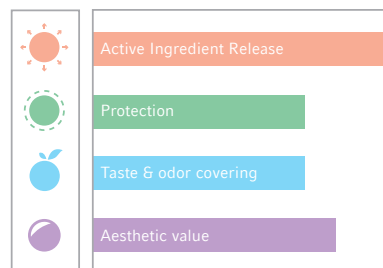 Active Ingredient Release
Protection
Taste & odor covering
Aesthetic value